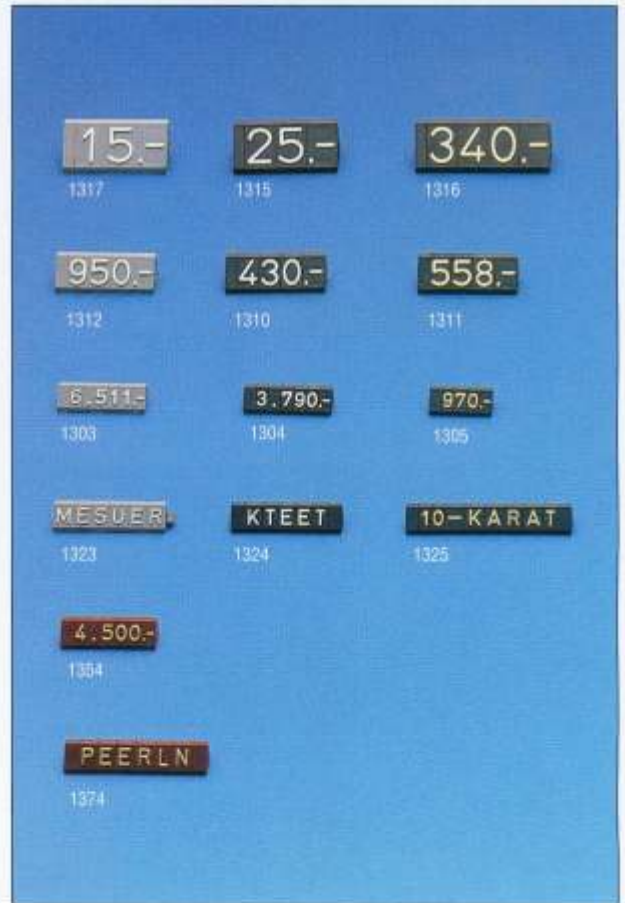 15.- 25.- 340.-
1317 1315 1316
950.- 430.- 558.-
1312 1310 1311
6.511.- 3.790.- 970.-
1303 1304 1305
MESUER KTEET 10-KARAT
1323 1324 1325
4.500.-
1354
PEERLN
1374